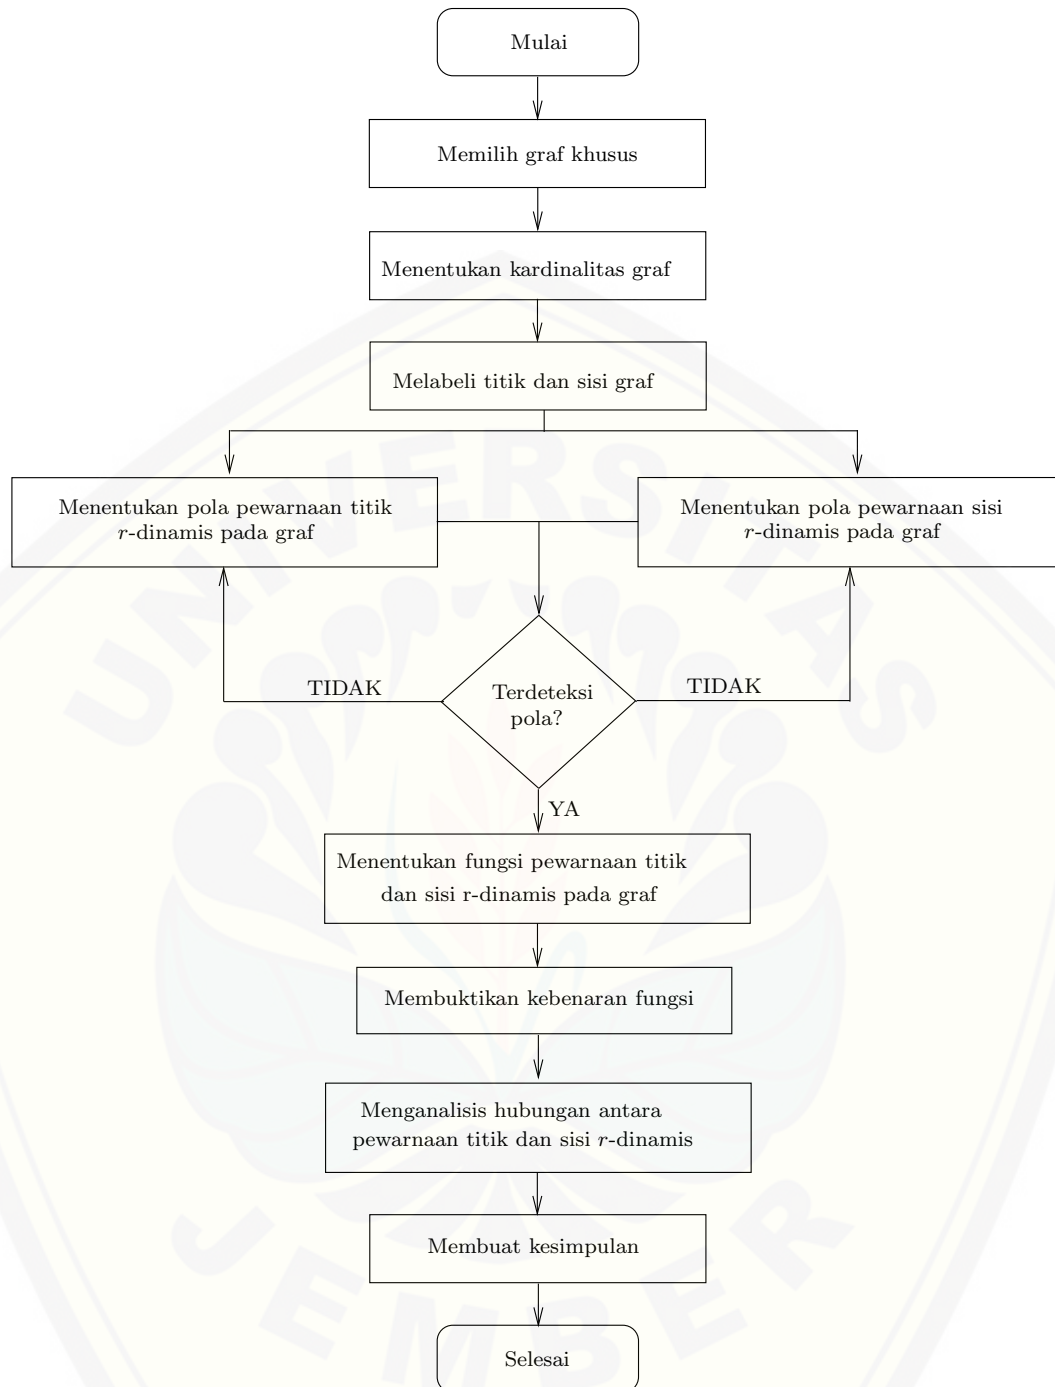 Mulai
Memilih graf khusus
Menentukan kardinalitas graf
Melabeli titik dan sisi graf
Menentukan pola pewarnaan titik
r-dinamis pada graf
Menentukan pola pewarnaan sisi
r-dinamis pada graf
Terdeteksi
pola?
TIDAK
TIDAK
YA
Menentukan fungsi pewarnaan titik
dan sisi r-dinamis pada graf
Membuktikan kebenaran fungsi
Menganalisis hubungan antara
pewarnaan titik dan sisi r-dinamis
Membuat kesimpulan
Selesai
UNIVERSITAS
JEMBER